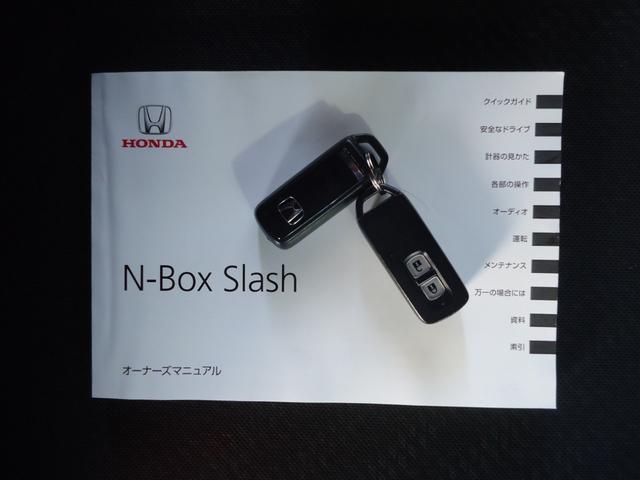 HONDA
N-Box Slash
オーナーズマニュアル
クイックガイド
安全なドライブ
計器の見かた
各部の操作
オーディオ
運転
メンテナンス
万一の場合には
資料
索引